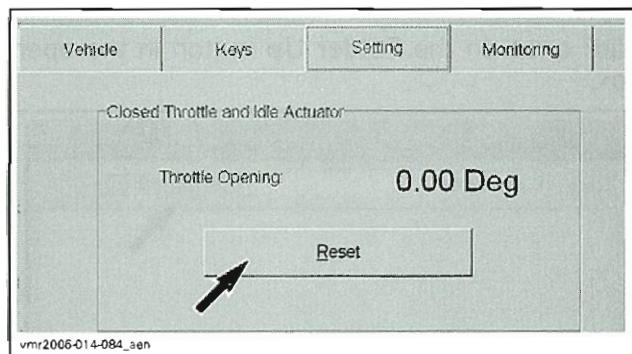 Vehicle Keys Setting Monitoring
Closed Throttle and Idle Actuator
Throttle Opening: 0.00 Deg
Reset
vmr2006-014-084_aen